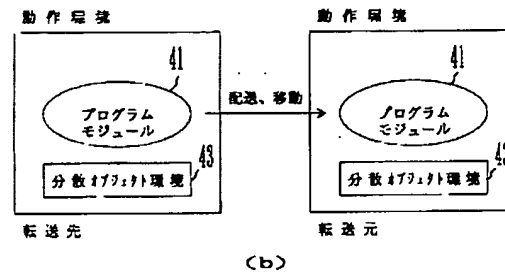 動作環境 動作環境
41 41
プログラム モジュール 配送、移動 プログラム モジュール
43
分散オブジェクト環境 分散オブジェクト環境
転送先 転送元
(b)